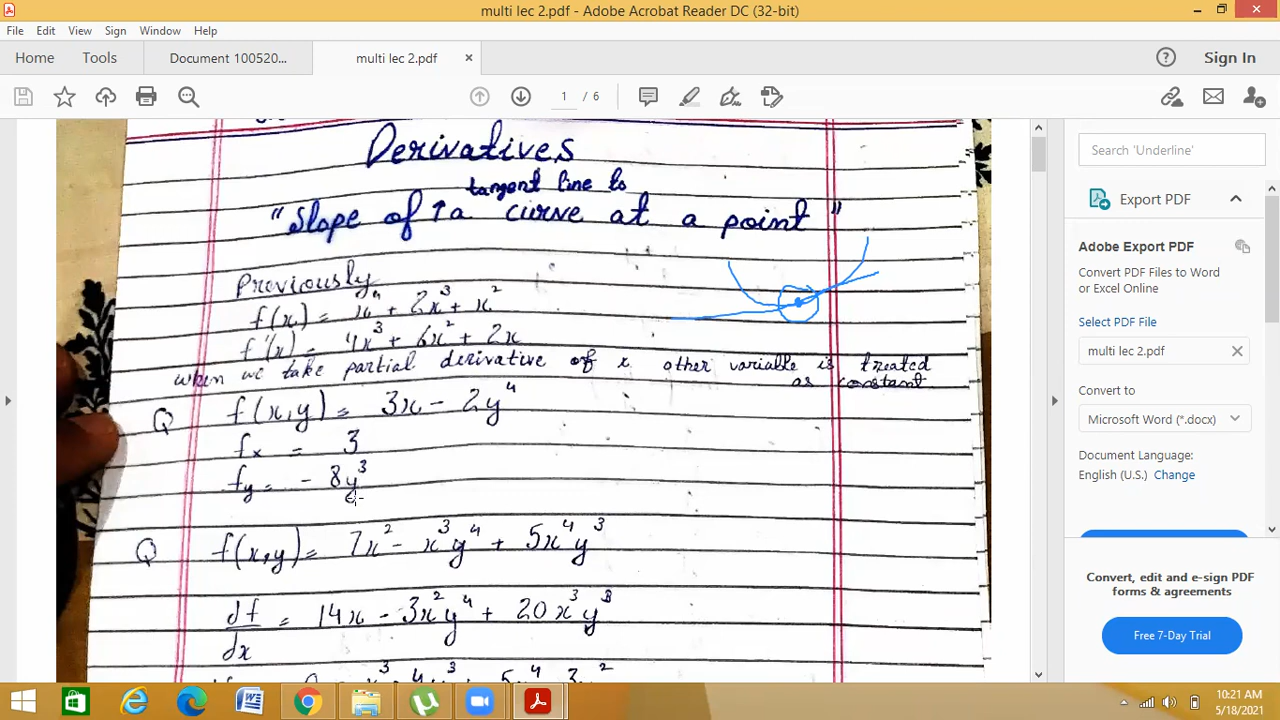 multi lec 2.pdf - Adobe Acrobat Reader DC (32-bit)
File Edit View Sign Window Help
Home Tools Document 100520... multi lec 2.pdf × Sign In
1 / 6
Derivatives
tangent line to
"Slope of ↑ a curve at a point"
Previously
f(x) = x⁴ + 2x³ + x²
f'(x) = 4x³ + 6x² + 2x
when we take partial derivative of x other variable is treated
as constant
Q f(x,y) = 3x - 2y⁴
fx = 3
fy = - 8y³
Q f(x,y) = 7x² - x³y⁴ + 5x⁴y³
df/dx = 14x - 3x²y⁴ + 20x³y³
Search 'Underline'
Export PDF
Adobe Export PDF
Convert PDF Files to Word
or Excel Online
Select PDF File
multi lec 2.pdf ×
Convert to
Microsoft Word (*.docx)
Document Language:
English (U.S.) Change
Convert, edit and e-sign PDF
forms & agreements
Free 7-Day Trial
10:21 AM
5/18/2021